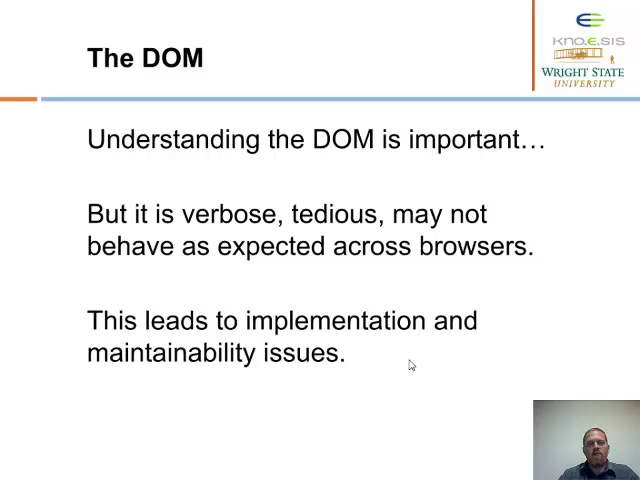 The DOM
KNO.E.SIS
WRIGHT STATE
UNIVERSITY
Understanding the DOM is important…
But it is verbose, tedious, may not
behave as expected across browsers.
This leads to implementation and
maintainability issues.